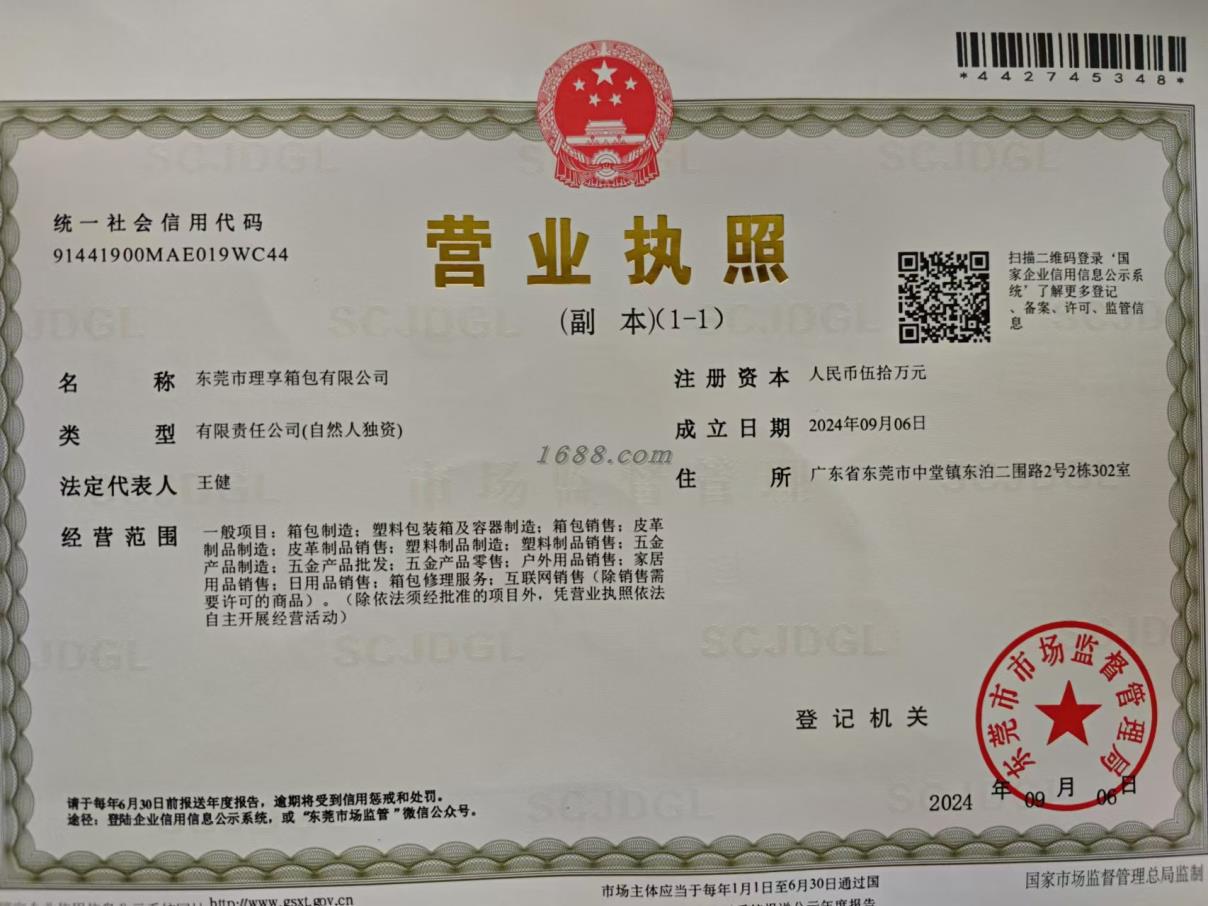 *442745348*
SCJDGL
SCJDGL
统一社会信用代码
91441900MAE019WC44
营业执照
(副 本)(1-1)
扫描二维码登录‘国
家企业信用信息公示系
统’了解更多登记
、备案、许可、监管信
息
SCJDGL
名 称 东莞市理享箱包有限公司
注册资本 人民币伍拾万元
类 型 有限责任公司(自然人独资)
成立日期 2024年09月06日
1688.com
法定代表人 王健
住 所 广东省东莞市中堂镇东泊二围路2号2栋302室
市场监督管理
经营范围 一般项目：箱包制造；塑料包装箱及容器制造；箱包销售；皮革
制品制造；皮革制品销售；塑料制品制造；塑料制品销售；五金
产品制造；五金产品批发；五金产品零售；户外用品销售；家居
用品销售；日用品销售；箱包修理服务；互联网销售（除销售需
要许可的商品）。（除依法须经批准的项目外，凭营业执照依法
自主开展经营活动）
SCJDGL
SCJDGL
东莞市市场监督管理局
登记机关
2024 年 09 月 06 日
请于每年6月30日前报送年度报告，逾期将受到信用惩戒和处罚。
途径：登陆企业信用信息公示系统，或“东莞市场监管”微信公众号。
SCJDGL
国家市场监督管理总局监制
市场主体应当于每年1月1日至6月30日通过国
http://www.gsxt.gov.cn